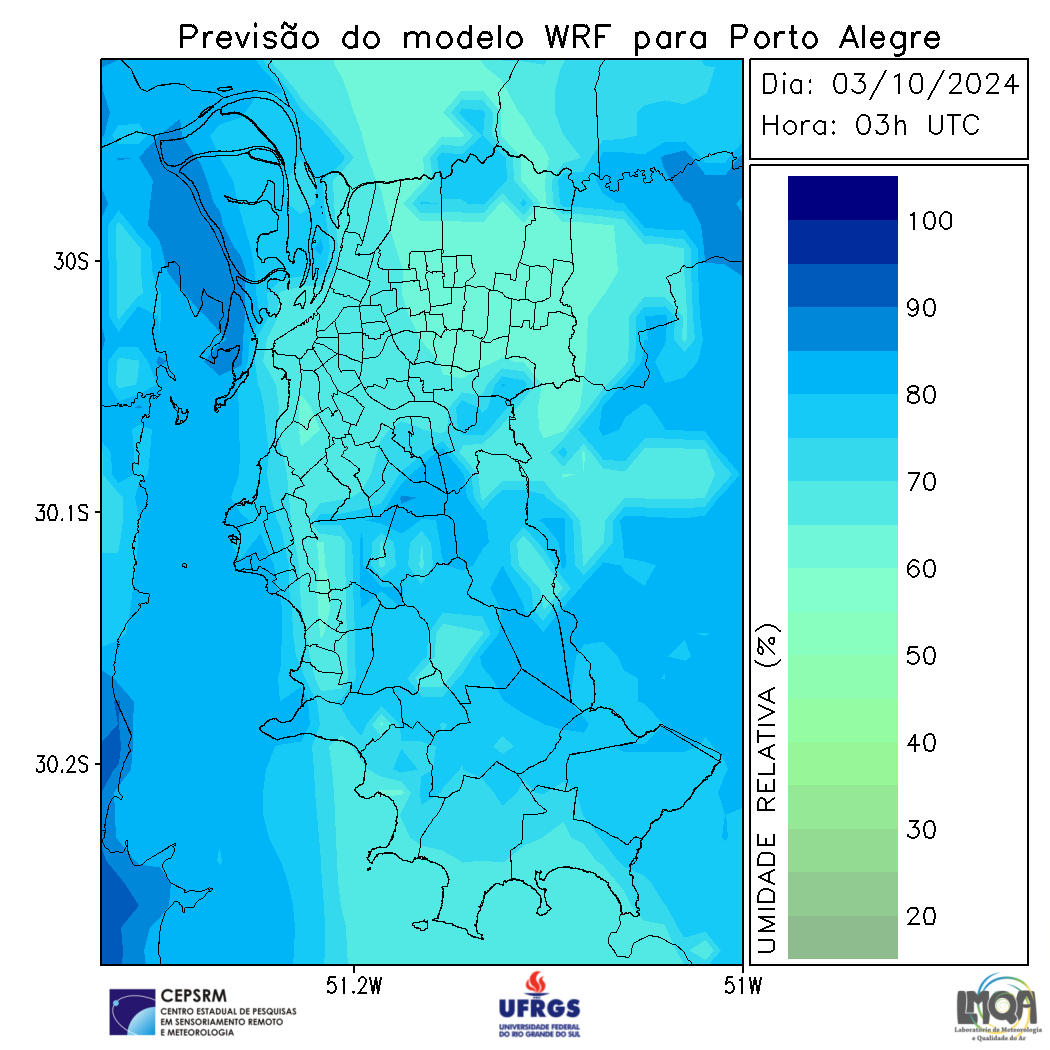 Previsão do modelo WRF para Porto Alegre
Dia: 03/10/2024
Hora: 03h UTC
30S
30.1S
30.2S
51.2W
51W
100
90
80
70
60
50
40
30
20
UMIDADE RELATIVA (%)
CEPSRM
CENTRO ESTADUAL DE PESQUISAS
EM SENSORIAMENTO REMOTO
E METEOROLOGIA
UFRGS
UNIVERSIDADE FEDERAL
DO RIO GRANDE DO SUL
LMQA
Laboratório de Meteorologia
e Qualidade do Ar